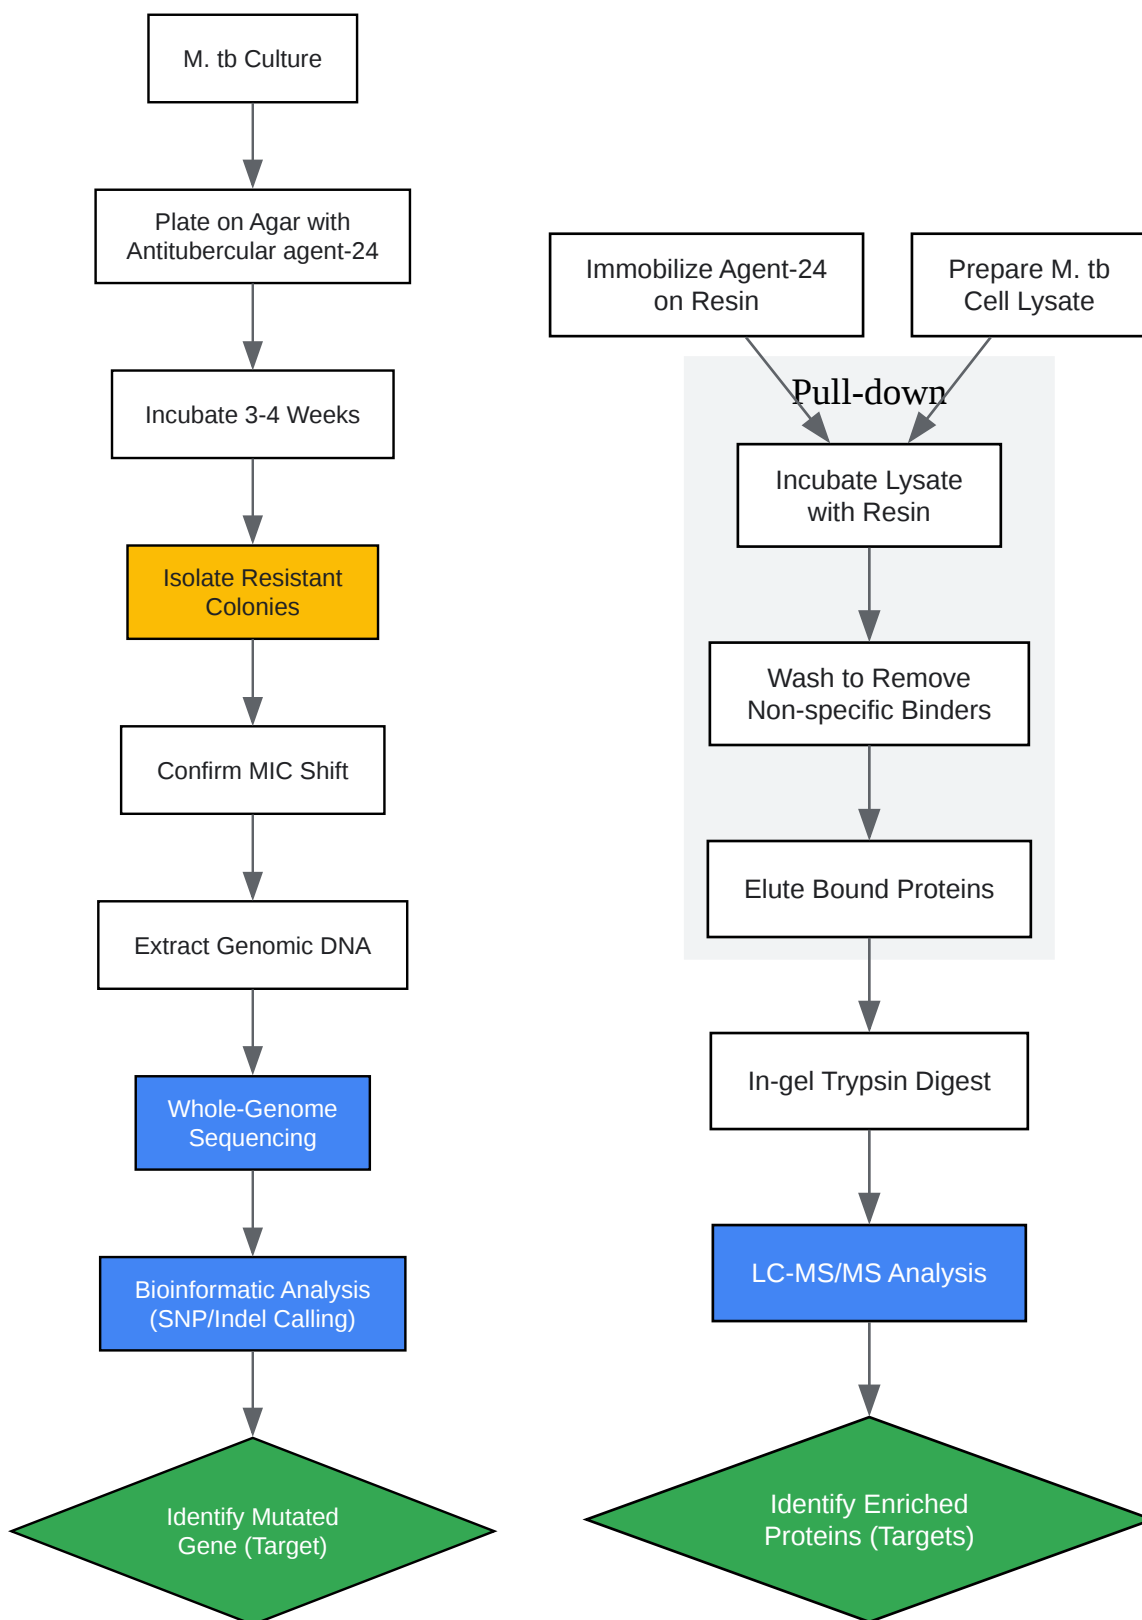 M. tb Culture
Plate on Agar with
Antitubercular agent-24
Incubate 3-4 Weeks
Isolate Resistant
Colonies
Confirm MIC Shift
Extract Genomic DNA
Whole-Genome
Sequencing
Bioinformatic Analysis
(SNP/Indel Calling)
Identify Mutated
Gene (Target)
Immobilize Agent-24
on Resin
Prepare M. tb
Cell Lysate
Pull-down
Incubate Lysate
with Resin
Wash to Remove
Non-specific Binders
Elute Bound Proteins
In-gel Trypsin Digest
LC-MS/MS Analysis
Identify Enriched
Proteins (Targets)